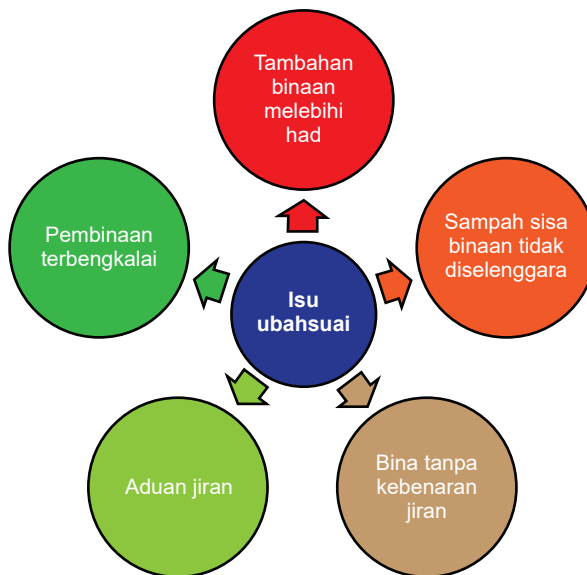 Tambahan
binaan
melebihi
had
Sampah sisa
binaan tidak
diselenggara
Bina tanpa
kebenaran
jiran
Aduan jiran
Pembinaan
terbengkalai
Isu
ubahsuai